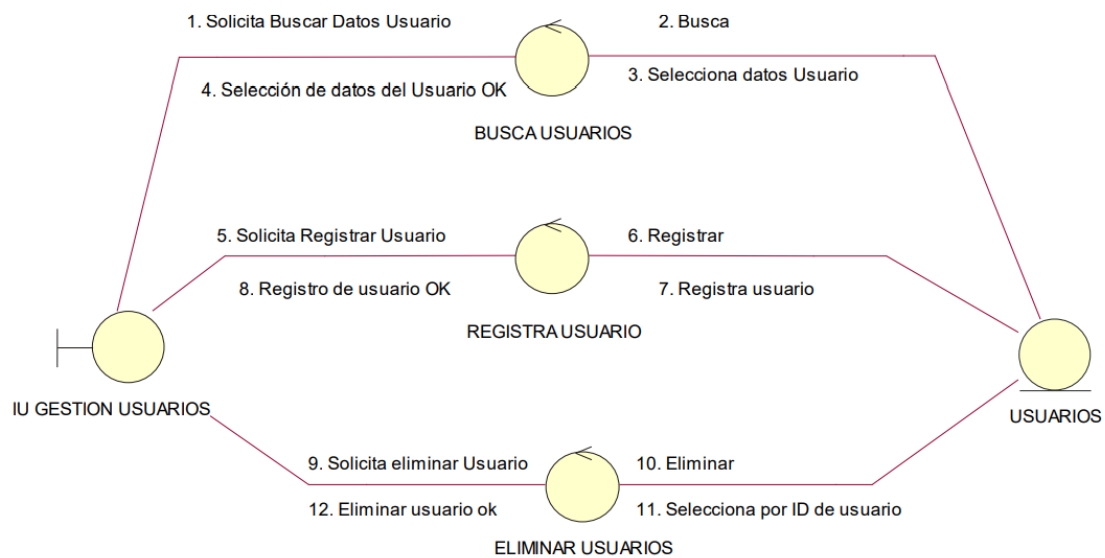 1. Solicita Buscar Datos Usuario
2. Busca
3. Selecciona datos Usuario
4. Selección de datos del Usuario OK
BUSCA USUARIOS
5. Solicita Registrar Usuario
6. Registrar
8. Registro de usuario OK
7. Registra usuario
REGISTRA USUARIO
IU GESTION USUARIOS
USUARIOS
9. Solicita eliminar Usuario
10. Eliminar
12. Eliminar usuario ok
11. Selecciona por ID de usuario
ELIMINAR USUARIOS